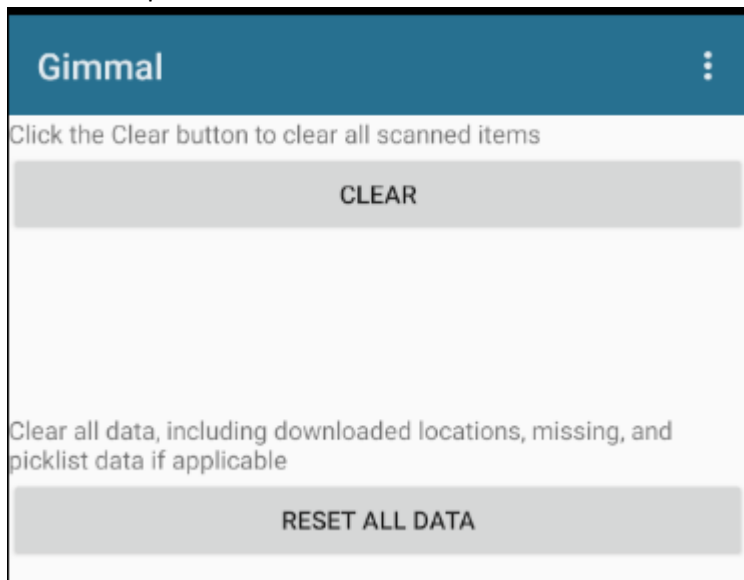 Gimmal
Click the Clear button to clear all scanned items
CLEAR
Clear all data, including downloaded locations, missing, and
picklist data if applicable
RESET ALL DATA